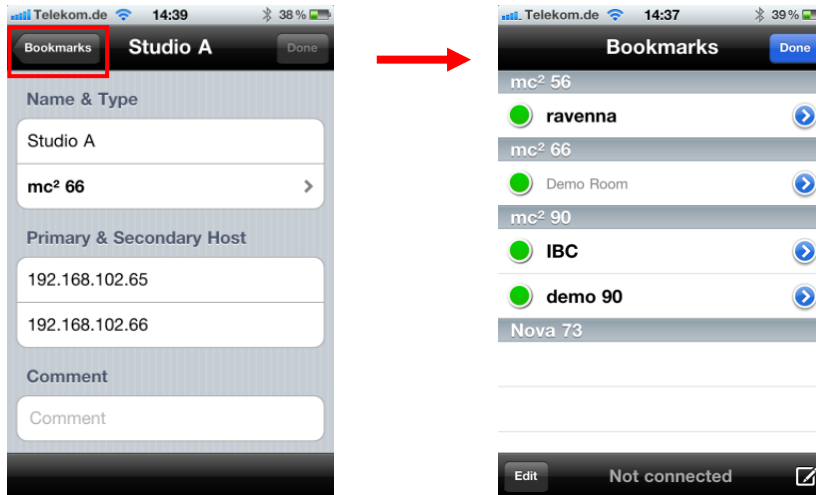 Telekom.de 14:39 38 %
Bookmarks Studio A Done
Name & Type
Studio A
mc² 66
Primary & Secondary Host
192.168.102.65
192.168.102.66
Comment
Comment
Telekom.de 14:37 39 %
Bookmarks Done
mc² 56
ravenna
mc² 66
Demo Room
mc² 90
IBC
demo 90
Nova 73
Edit Not connected